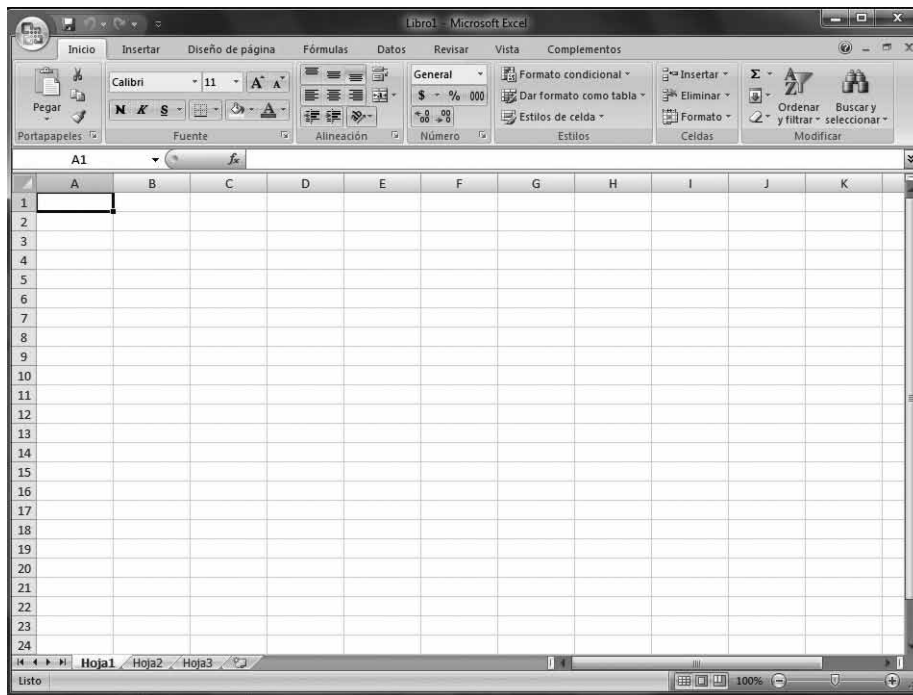 Libro1 - Microsoft Excel
Inicio Insertar Diseño de página Fórmulas Datos Revisar Vista Complementos
Calibri 11 A A General Formato condicional Insertar Σ
Pegar N K S A $ % 000 Dar formato como tabla Eliminar Ordenar y filtrar Buscar y seleccionar
Estilos de celda Formato
Portapapeles Fuente Alineación Número Estilos Celdas Modificar
A1 fx
A B C D E F G H I J K
1
2
3
4
5
6
7
8
9
10
11
12
13
14
15
16
17
18
19
20
21
22
23
24
Hoja1 Hoja2 Hoja3
Listo 100%